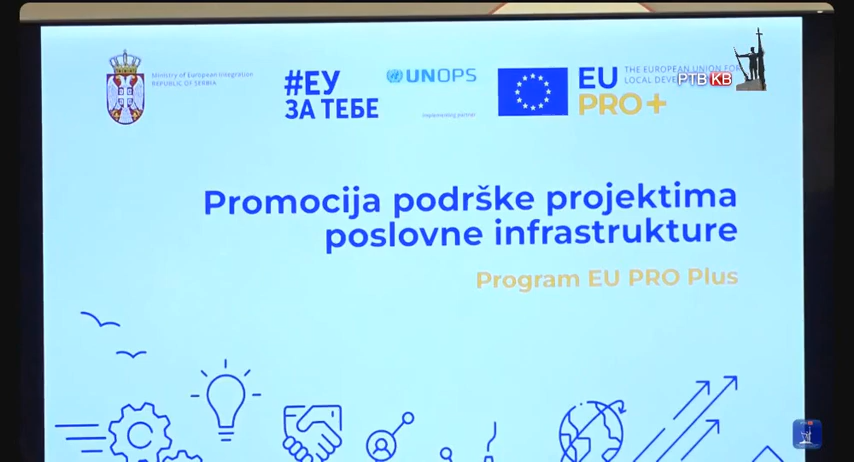 Ministry of European Integration
REPUBLIC OF SERBIA
#ЕУ
ЗА ТЕБЕ
UNOPS
implementing partner
EU
PRO+
THE EUROPEAN UNION FOR
LOCAL
РТВ КВ
Promocija podrške projektima
poslovne infrastrukture
Program EU PRO Plus